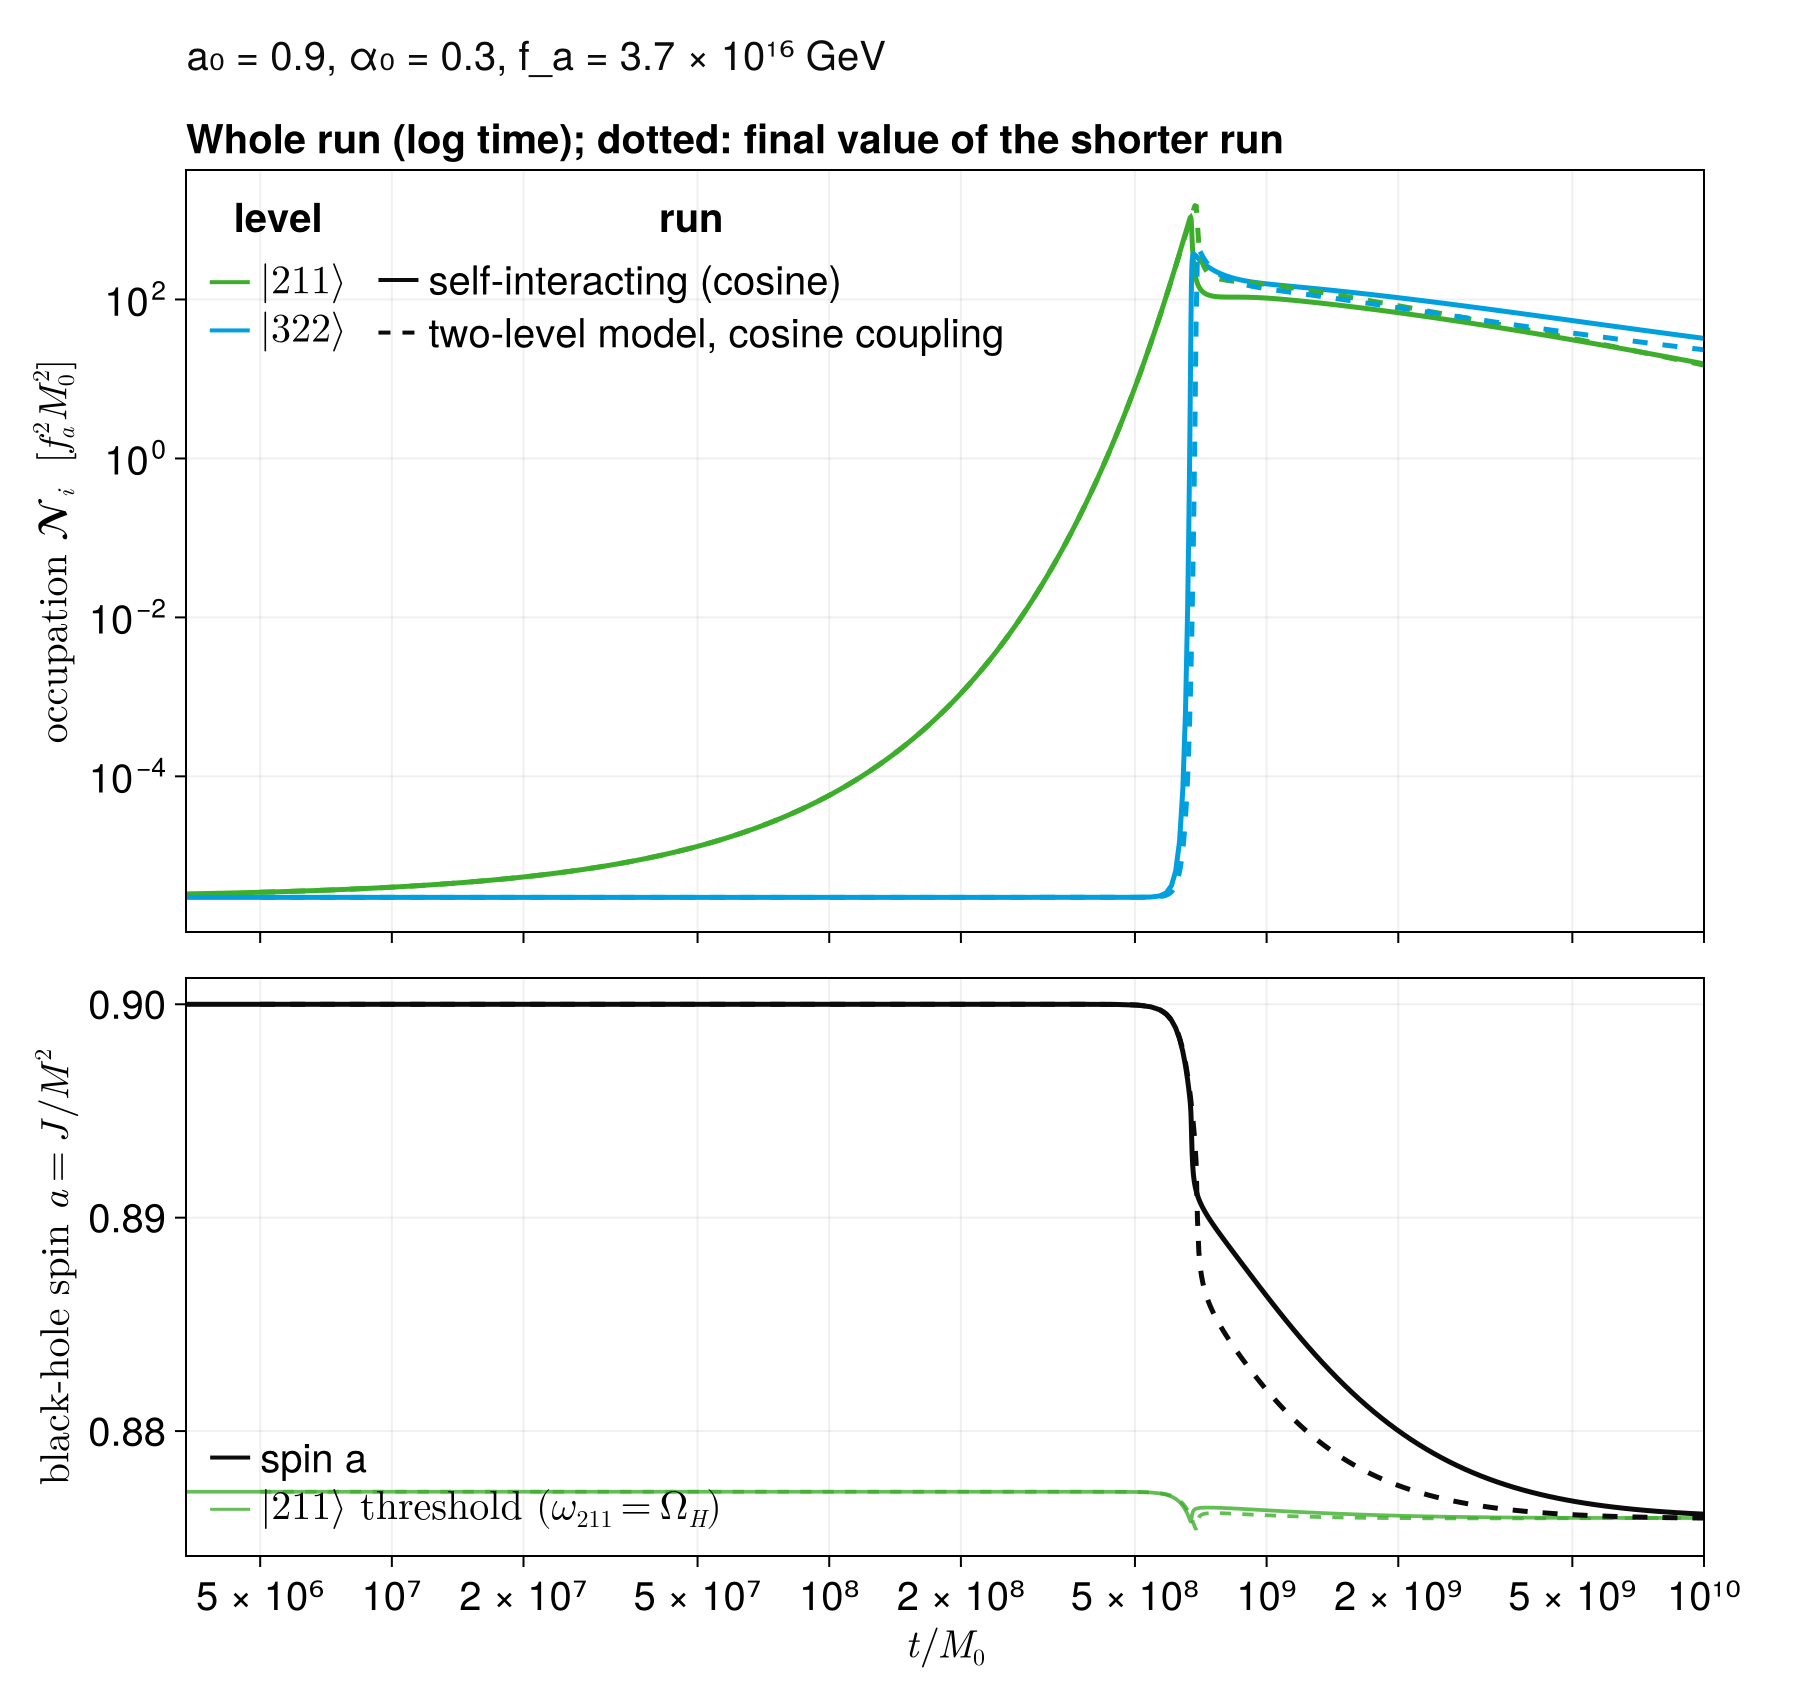 a₀ = 0.9, α₀ = 0.3, f_a = 3.7 × 10¹⁶ GeV
Whole run (log time); dotted: final value of the shorter run
level
run
|211⟩
self-interacting (cosine)
|322⟩
two-level model, cosine coupling
10²
10⁰
10⁻²
10⁻⁴
occupation 𝒩ᵢ [f_a²M₀²]
0.90
0.89
0.88
black-hole spin a = J/M²
spin a
|211⟩ threshold (ω₂₁₁ = Ω_H)
5 × 10⁶ 10⁷ 2 × 10⁷ 5 × 10⁷ 10⁸ 2 × 10⁸ 5 × 10⁸ 10⁹ 2 × 10⁹ 5 × 10⁹ 10¹⁰
t/M₀